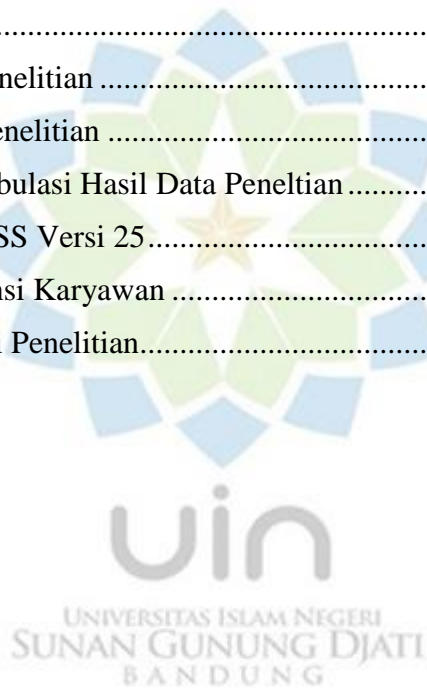 ..............................................................
nelitian ..................................................
enelitian .................................................
bulasi Hasil Data Peneltian ............
SS Versi 25............................................
nsi Karyawan ........................................
i Penelitian.............................................
uin
UNIVERSITAS ISLAM NEGERI
SUNAN GUNUNG DJATI
BANDUNG